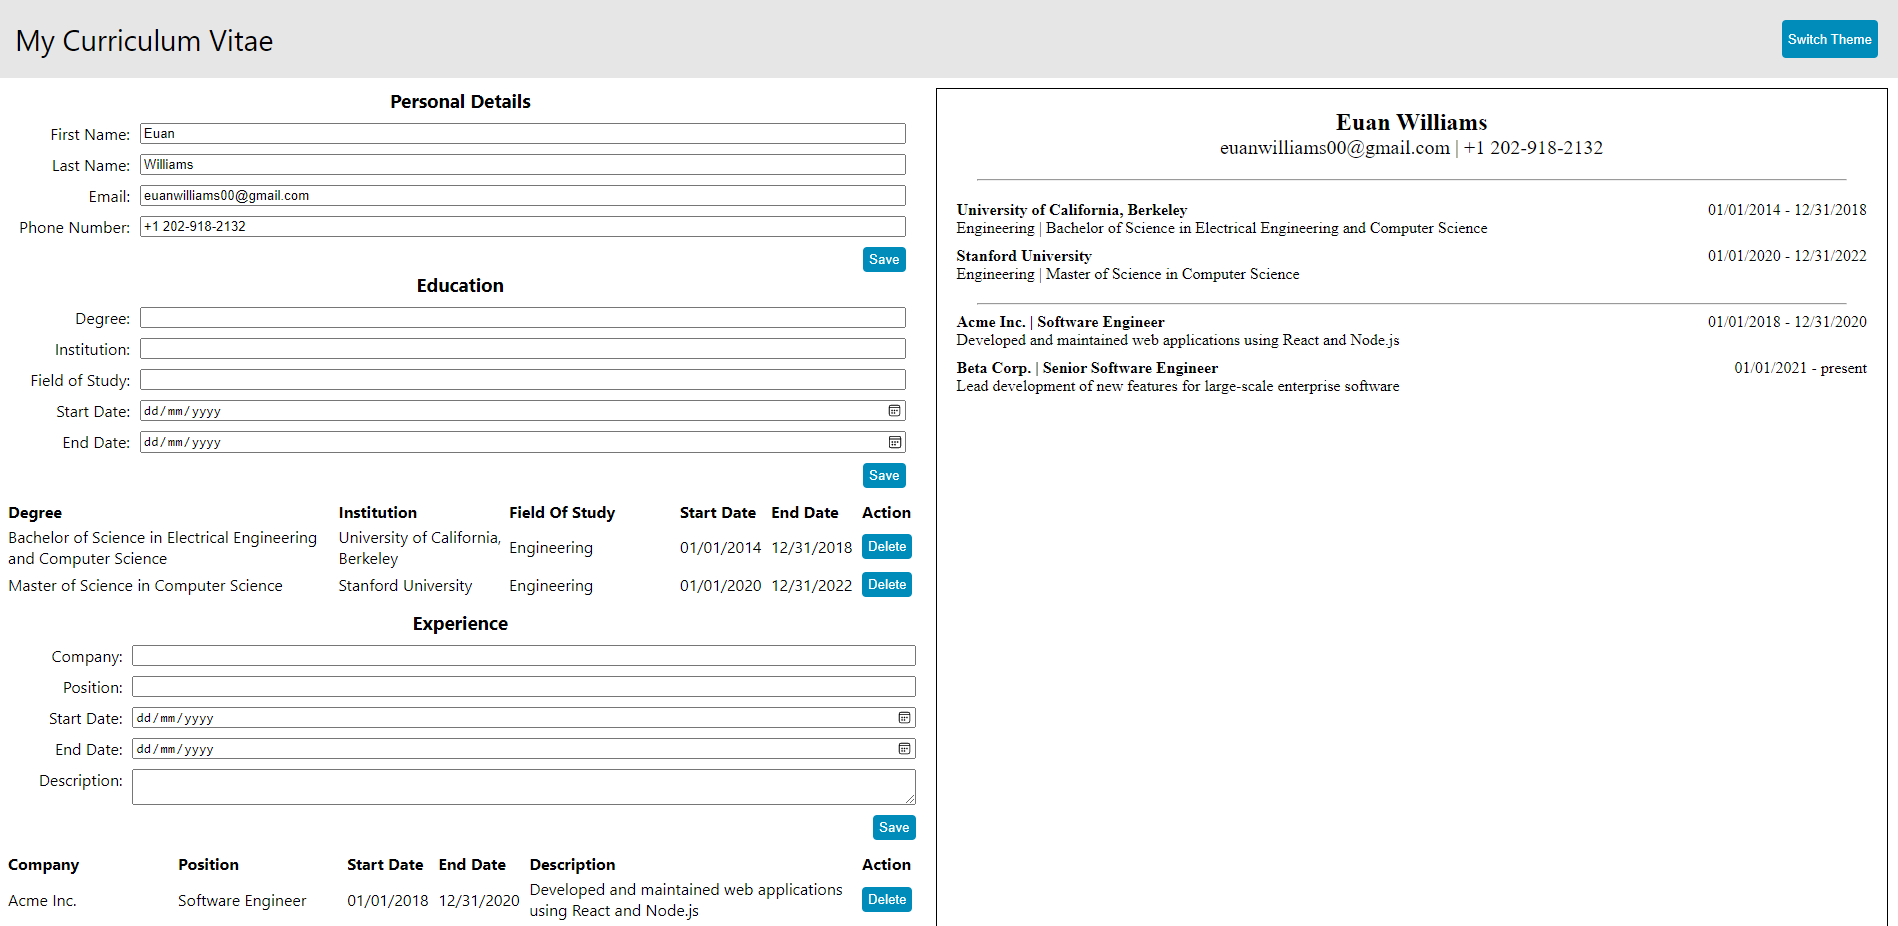 My Curriculum Vitae
Switch Theme
Personal Details
First Name: Euan
Last Name: Williams
Email: euanwilliams00@gmail.com
Phone Number: +1 202-918-2132
Save
Education
Degree:
Institution:
Field of Study:
Start Date: dd/mm/yyyy
End Date: dd/mm/yyyy
Save
Degree Institution Field Of Study Start Date End Date Action
Bachelor of Science in Electrical Engineering and Computer Science University of California, Berkeley Engineering 01/01/2014 12/31/2018 Delete
Master of Science in Computer Science Stanford University Engineering 01/01/2020 12/31/2022 Delete
Experience
Company:
Position:
Start Date: dd/mm/yyyy
End Date: dd/mm/yyyy
Description:
Save
Company Position Start Date End Date Description Action
Acme Inc. Software Engineer 01/01/2018 12/31/2020 Developed and maintained web applications using React and Node.js Delete
Euan Williams
euanwilliams00@gmail.com | +1 202-918-2132
University of California, Berkeley 01/01/2014 - 12/31/2018
Engineering | Bachelor of Science in Electrical Engineering and Computer Science
Stanford University 01/01/2020 - 12/31/2022
Engineering | Master of Science in Computer Science
Acme Inc. | Software Engineer 01/01/2018 - 12/31/2020
Developed and maintained web applications using React and Node.js
Beta Corp. | Senior Software Engineer 01/01/2021 - present
Lead development of new features for large-scale enterprise software